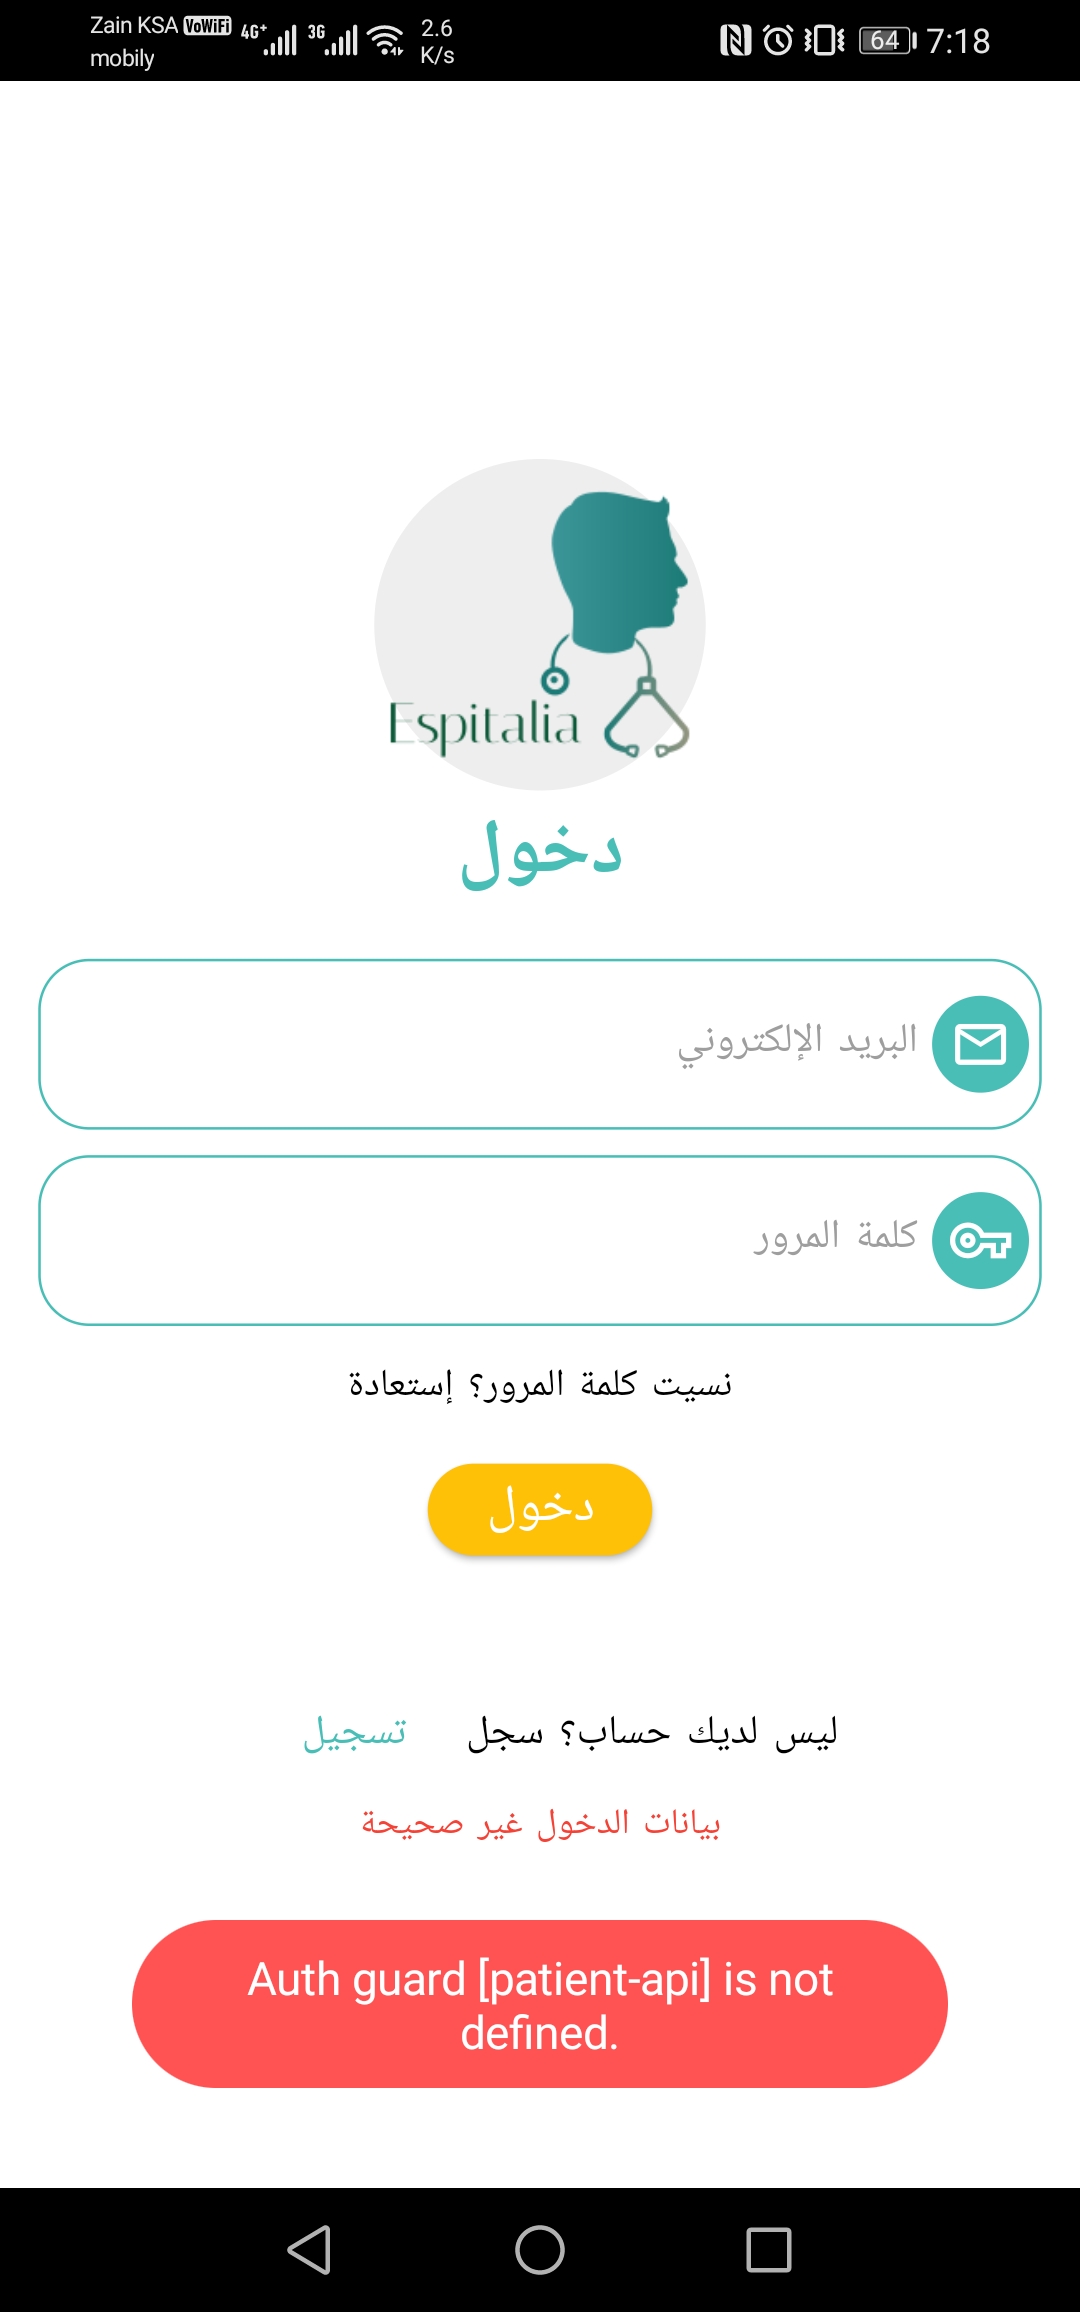 Zain KSA VoWiFi 4G+ 3G 2.6 K/s 64 7:18
mobily
Espitalia
دخول
البريد الإلكتروني
كلمة المرور
نسيت كلمة المرور؟ إستعادة
دخول
ليس لديك حساب؟ سجل تسجيل
بيانات الدخول غير صحيحة
Auth guard [patient-api] is not
defined.